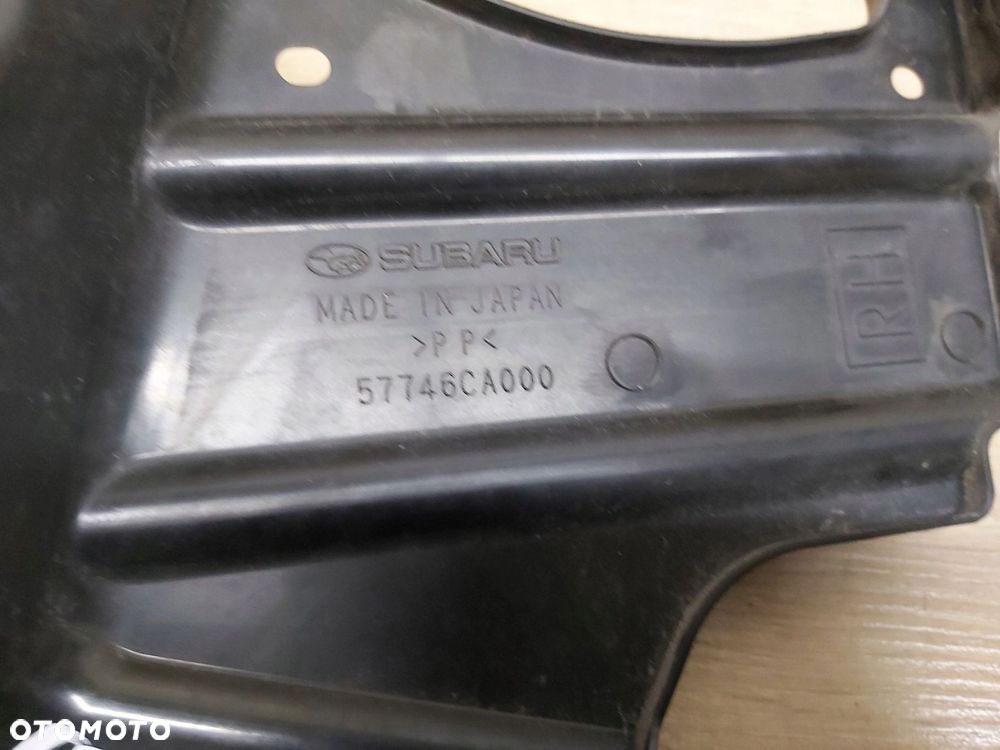 SUBARU
MADE IN JAPAN
>PP<
57746CA000
RH
OTOMOTO